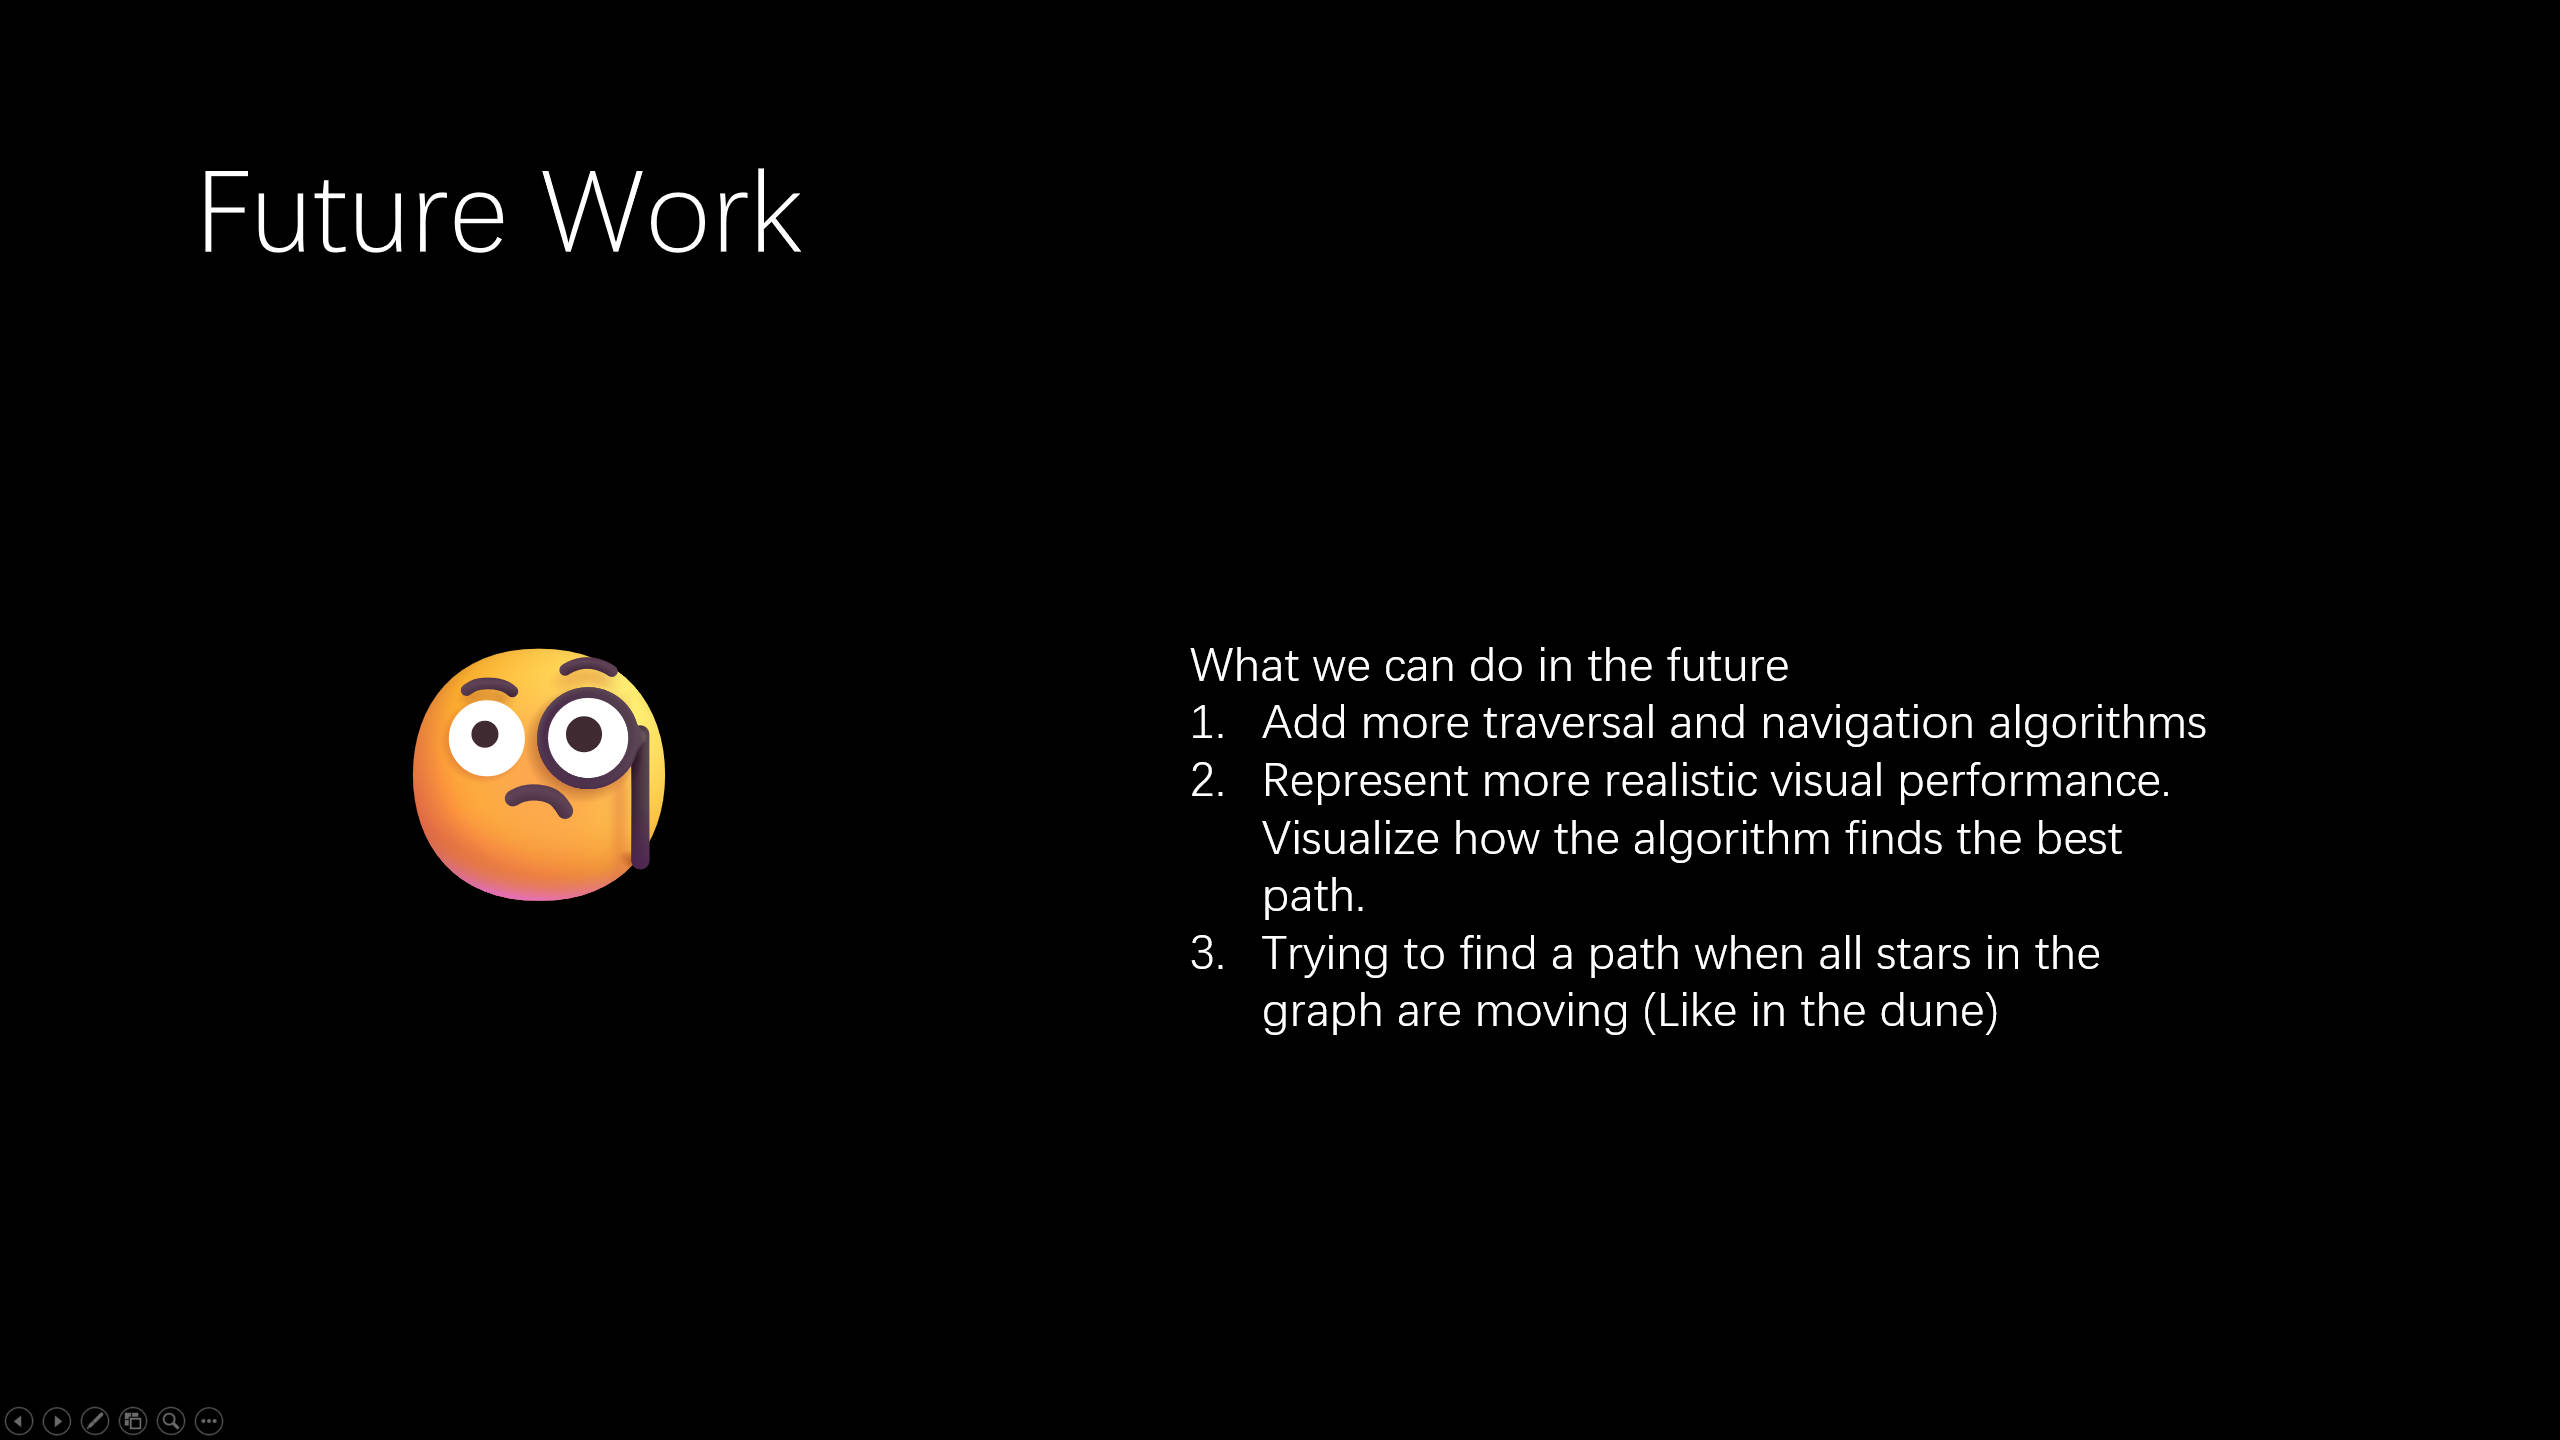 Future Work
What we can do in the future
1. Add more traversal and navigation algorithms
2. Represent more realistic visual performance.
Visualize how the algorithm finds the best
path.
3. Trying to find a path when all stars in the
graph are moving (Like in the dune)